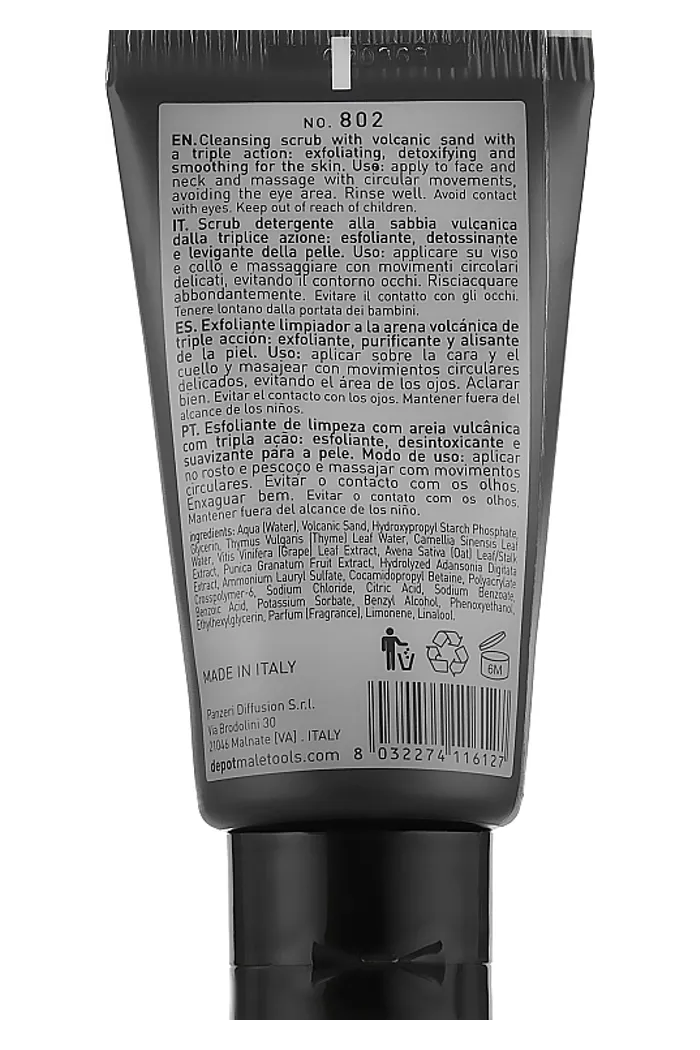 NO. 802
EN.Cleansing scrub with volcanic sand with
a triple action: exfoliating, detoxifying and
smoothing for the skin. Use: apply to face and
neck and massage with circular movements,
avoiding the eye area. Rinse well. Avoid contact
with eyes. Keep out of reach of children.
IT. Scrub detergente alla sabbia vulcanica
dalla triplice azione: esfoliante, detossinante
e levigante della pelle. Uso: applicare su viso
e collo e massaggiare con movimenti circolari
delicati, evitando il contorno occhi. Risciacquare
abbondantemente. Evitare il contatto con gli occhi.
Tenere lontano dalla portata dei bambini.
ES. Exfoliante limpiador a la arena volcánica de
triple acción: exfoliante, purificante y alisante
de la piel. Uso: aplicar sobre la cara y el
cuello y masajear con movimientos circulares
delicados, evitando el área de los ojos. Aclarar
bien. Evitar el contacto con los ojos. Mantener fuera del
alcance de los niños.
PT. Esfoliante de limpeza com areia vulcânica
com tripla ação: esfoliante, desintoxicante e
suavizante para a pele. Modo de uso: aplicar
no rosto e pescoço e massajar com movimentos
circulares. Evitar o contacto com os olhos.
Enxaguar bem. Evitar o contato com os olhos.
Mantener fuera del alcance de los niño.
ingredients: Aqua (Water), Volcanic Sand, Hydroxypropyl Starch Phosphate,
Glycerin, Thymus Vulgaris (Thyme) Leaf Water, Camellia Sinensis Leaf
Water, Vitis Vinifera (Grape) Leaf Extract, Avena Sativa (Oat) Leaf/Stalk
Extract, Punica Granatum Fruit Extract, Hydrolyzed Adansonia Digitata
Extract, Ammonium Lauryl Sulfate, Cocamidopropyl Betaine, Polyacrylate
Crosspolymer-6, Sodium Chloride, Citric Acid, Sodium Benzoate,
Benzoic Acid, Potassium Sorbate, Benzyl Alcohol, Phenoxyethanol,
Ethylhexylglycerin, Parfum (Fragrance), Limonene, Linalool.
6M
MADE IN ITALY
Panzeri Diffusion S.r.l.
Via Brodolini 30
21046 Malnate (VA) . ITALY
depotmaletools.com
8 032274 116127